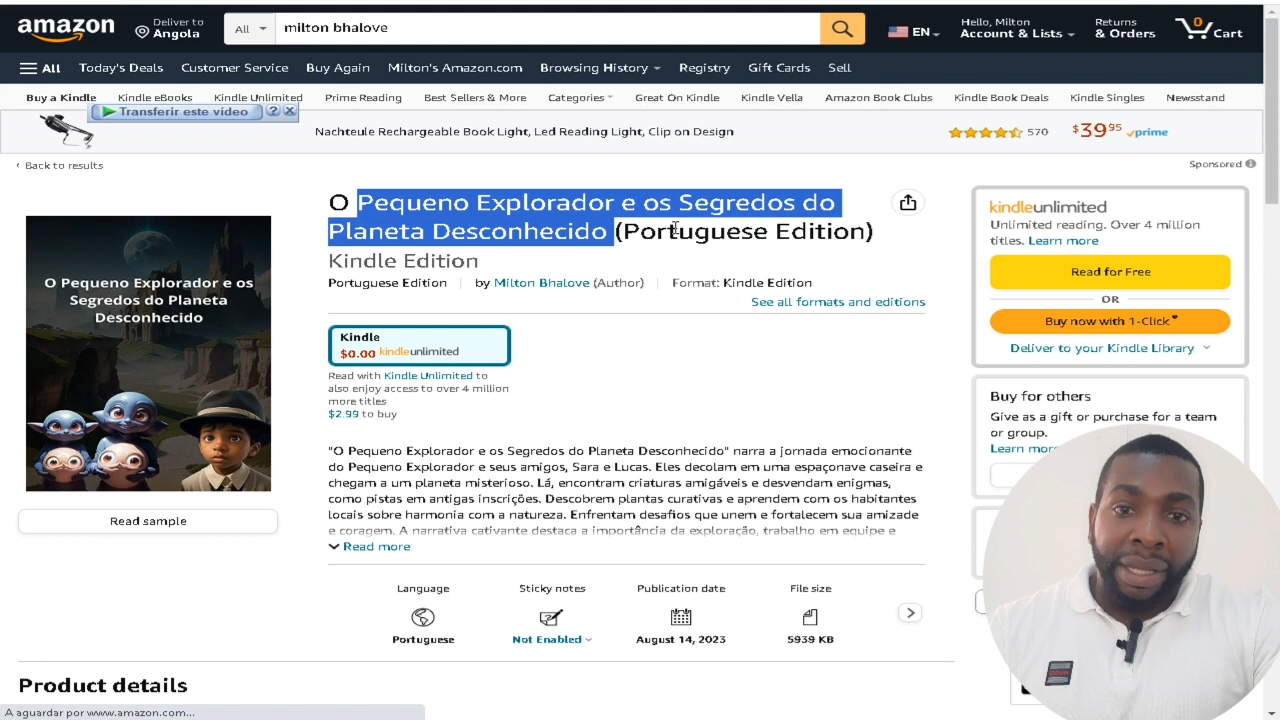 amazon
Deliver to
Angola
All
milton bhalove
EN
Hello, Milton
Account & Lists
Returns
& Orders
0
Cart
All
Today's Deals
Customer Service
Buy Again
Milton's Amazon.com
Browsing History
Registry
Gift Cards
Sell
Buy a Kindle
Kindle eBooks
Kindle Unlimited
Prime Reading
Best Sellers & More
Categories
Great On Kindle
Kindle Vella
Amazon Book Clubs
Kindle Book Deals
Kindle Singles
Newsstand
Transferir este vídeo
?
Nachteule Rechargeable Book Light, Led Reading Light, Clip on Design
570
$39⁹⁵
prime
‹ Back to results
Sponsored
O Pequeno Explorador e os Segredos do
Planeta Desconhecido (Portuguese Edition)
Kindle Edition
Portuguese Edition | by Milton Bhalove (Author) | Format: Kindle Edition
See all formats and editions
O Pequeno Explorador e os
Segredos do Planeta
Desconhecido
Read sample
Kindle
$0.00 kindleunlimited
Read with Kindle Unlimited to
also enjoy access to over 4 million
more titles
$2.99 to buy
"O Pequeno Explorador e os Segredos do Planeta Desconhecido" narra a jornada emocionante
do Pequeno Explorador e seus amigos, Sara e Lucas. Eles decolam em uma espaçonave caseira e
chegam a um planeta misterioso. Lá, encontram criaturas amigáveis e desvendam enigmas,
como pistas em antigas inscrições. Descobrem plantas curativas e aprendem com os habitantes
locais sobre harmonia com a natureza. Enfrentam desafios que unem e fortalecem sua amizade
e coragem. A narrativa cativante destaca a importância da exploração, trabalho em equipe e
Read more
Language
Portuguese
Sticky notes
Not Enabled
Publication date
August 14, 2023
File size
5939 KB
kindleunlimited
Unlimited reading. Over 4 million
titles. Learn more
Read for Free
OR
Buy now with 1-Click
Deliver to your Kindle Library
Buy for others
Give as a gift or purchase for a team
or group.
Learn more
Product details
A aguardar por www.amazon.com...